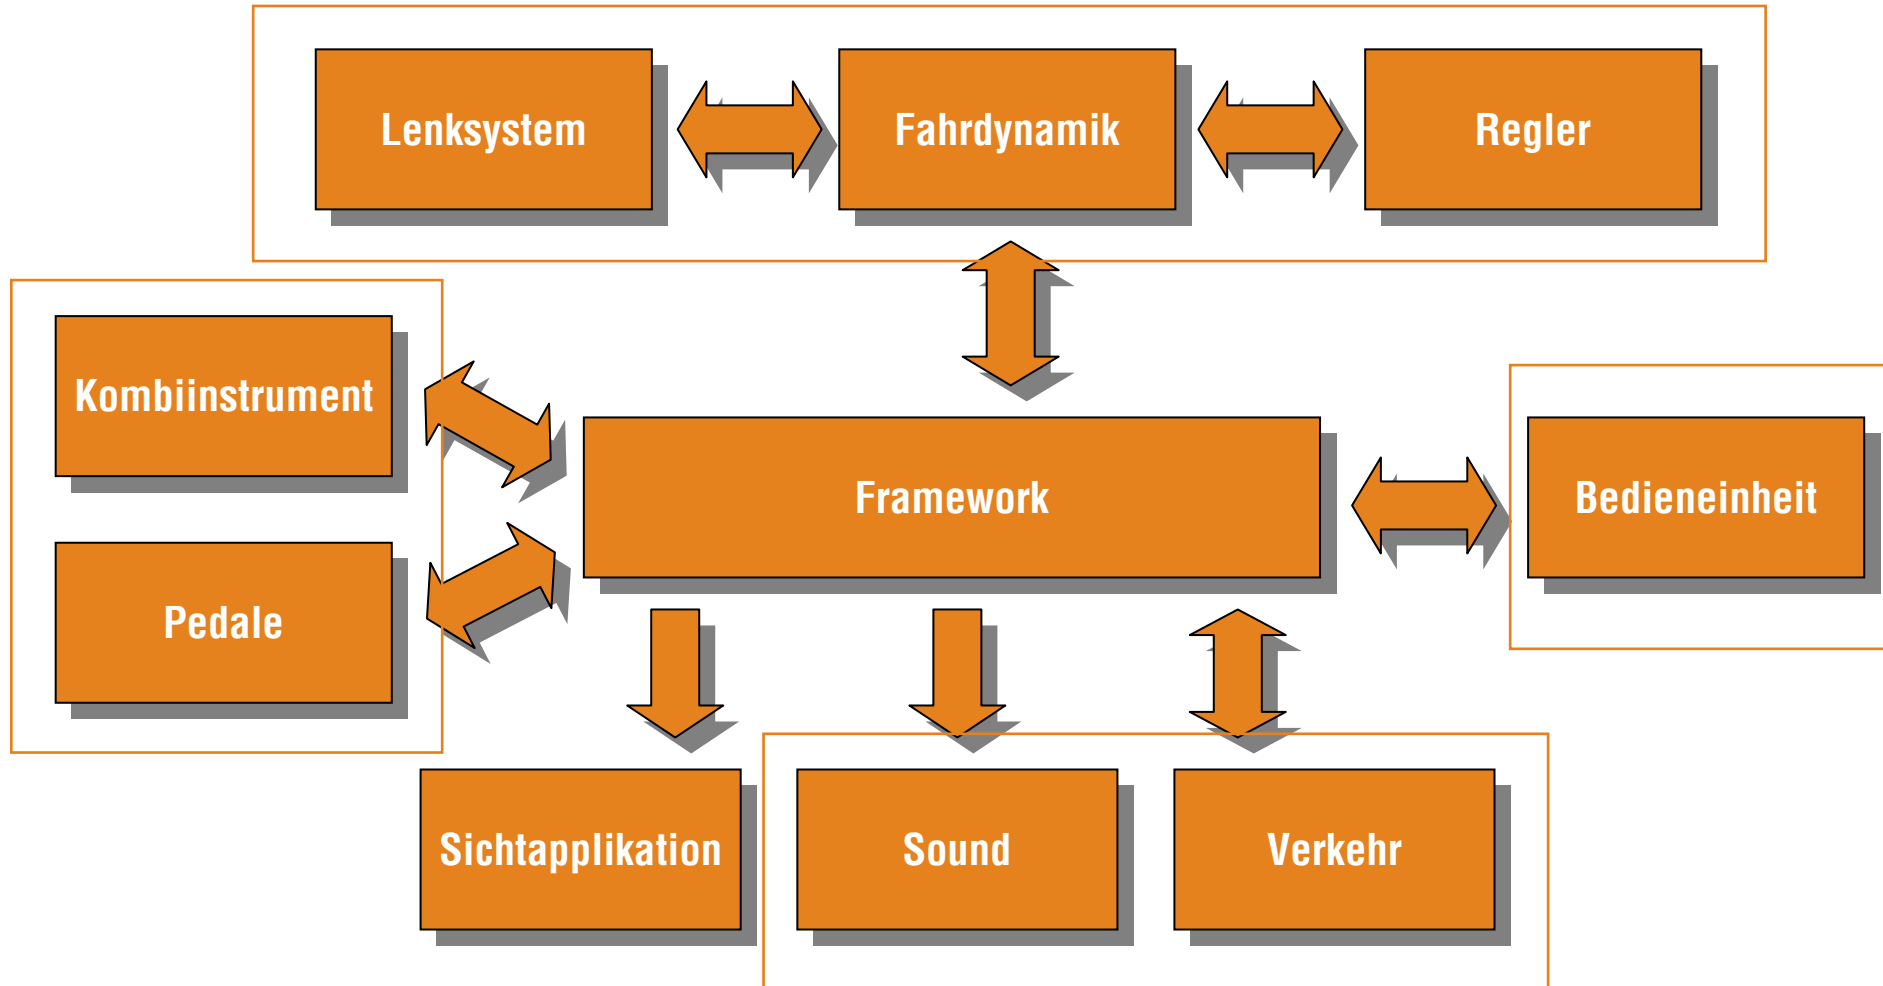 Lenksystem
Fahrdynamik
Regler
Kombiinstrument
Framework
Bedieneinheit
Pedale
Sichtapplikation
Sound
Verkehr